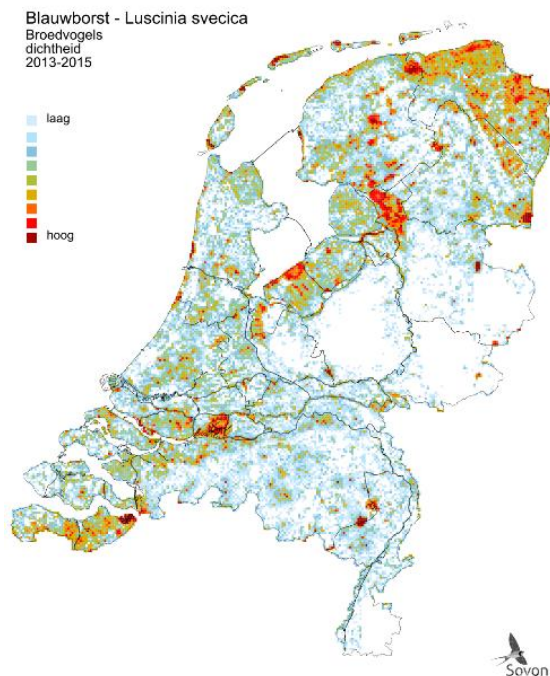 Blauwborst - Luscinia svecica
Broedvogels
dichtheid
2013-2015
laag
hoog
Sovon